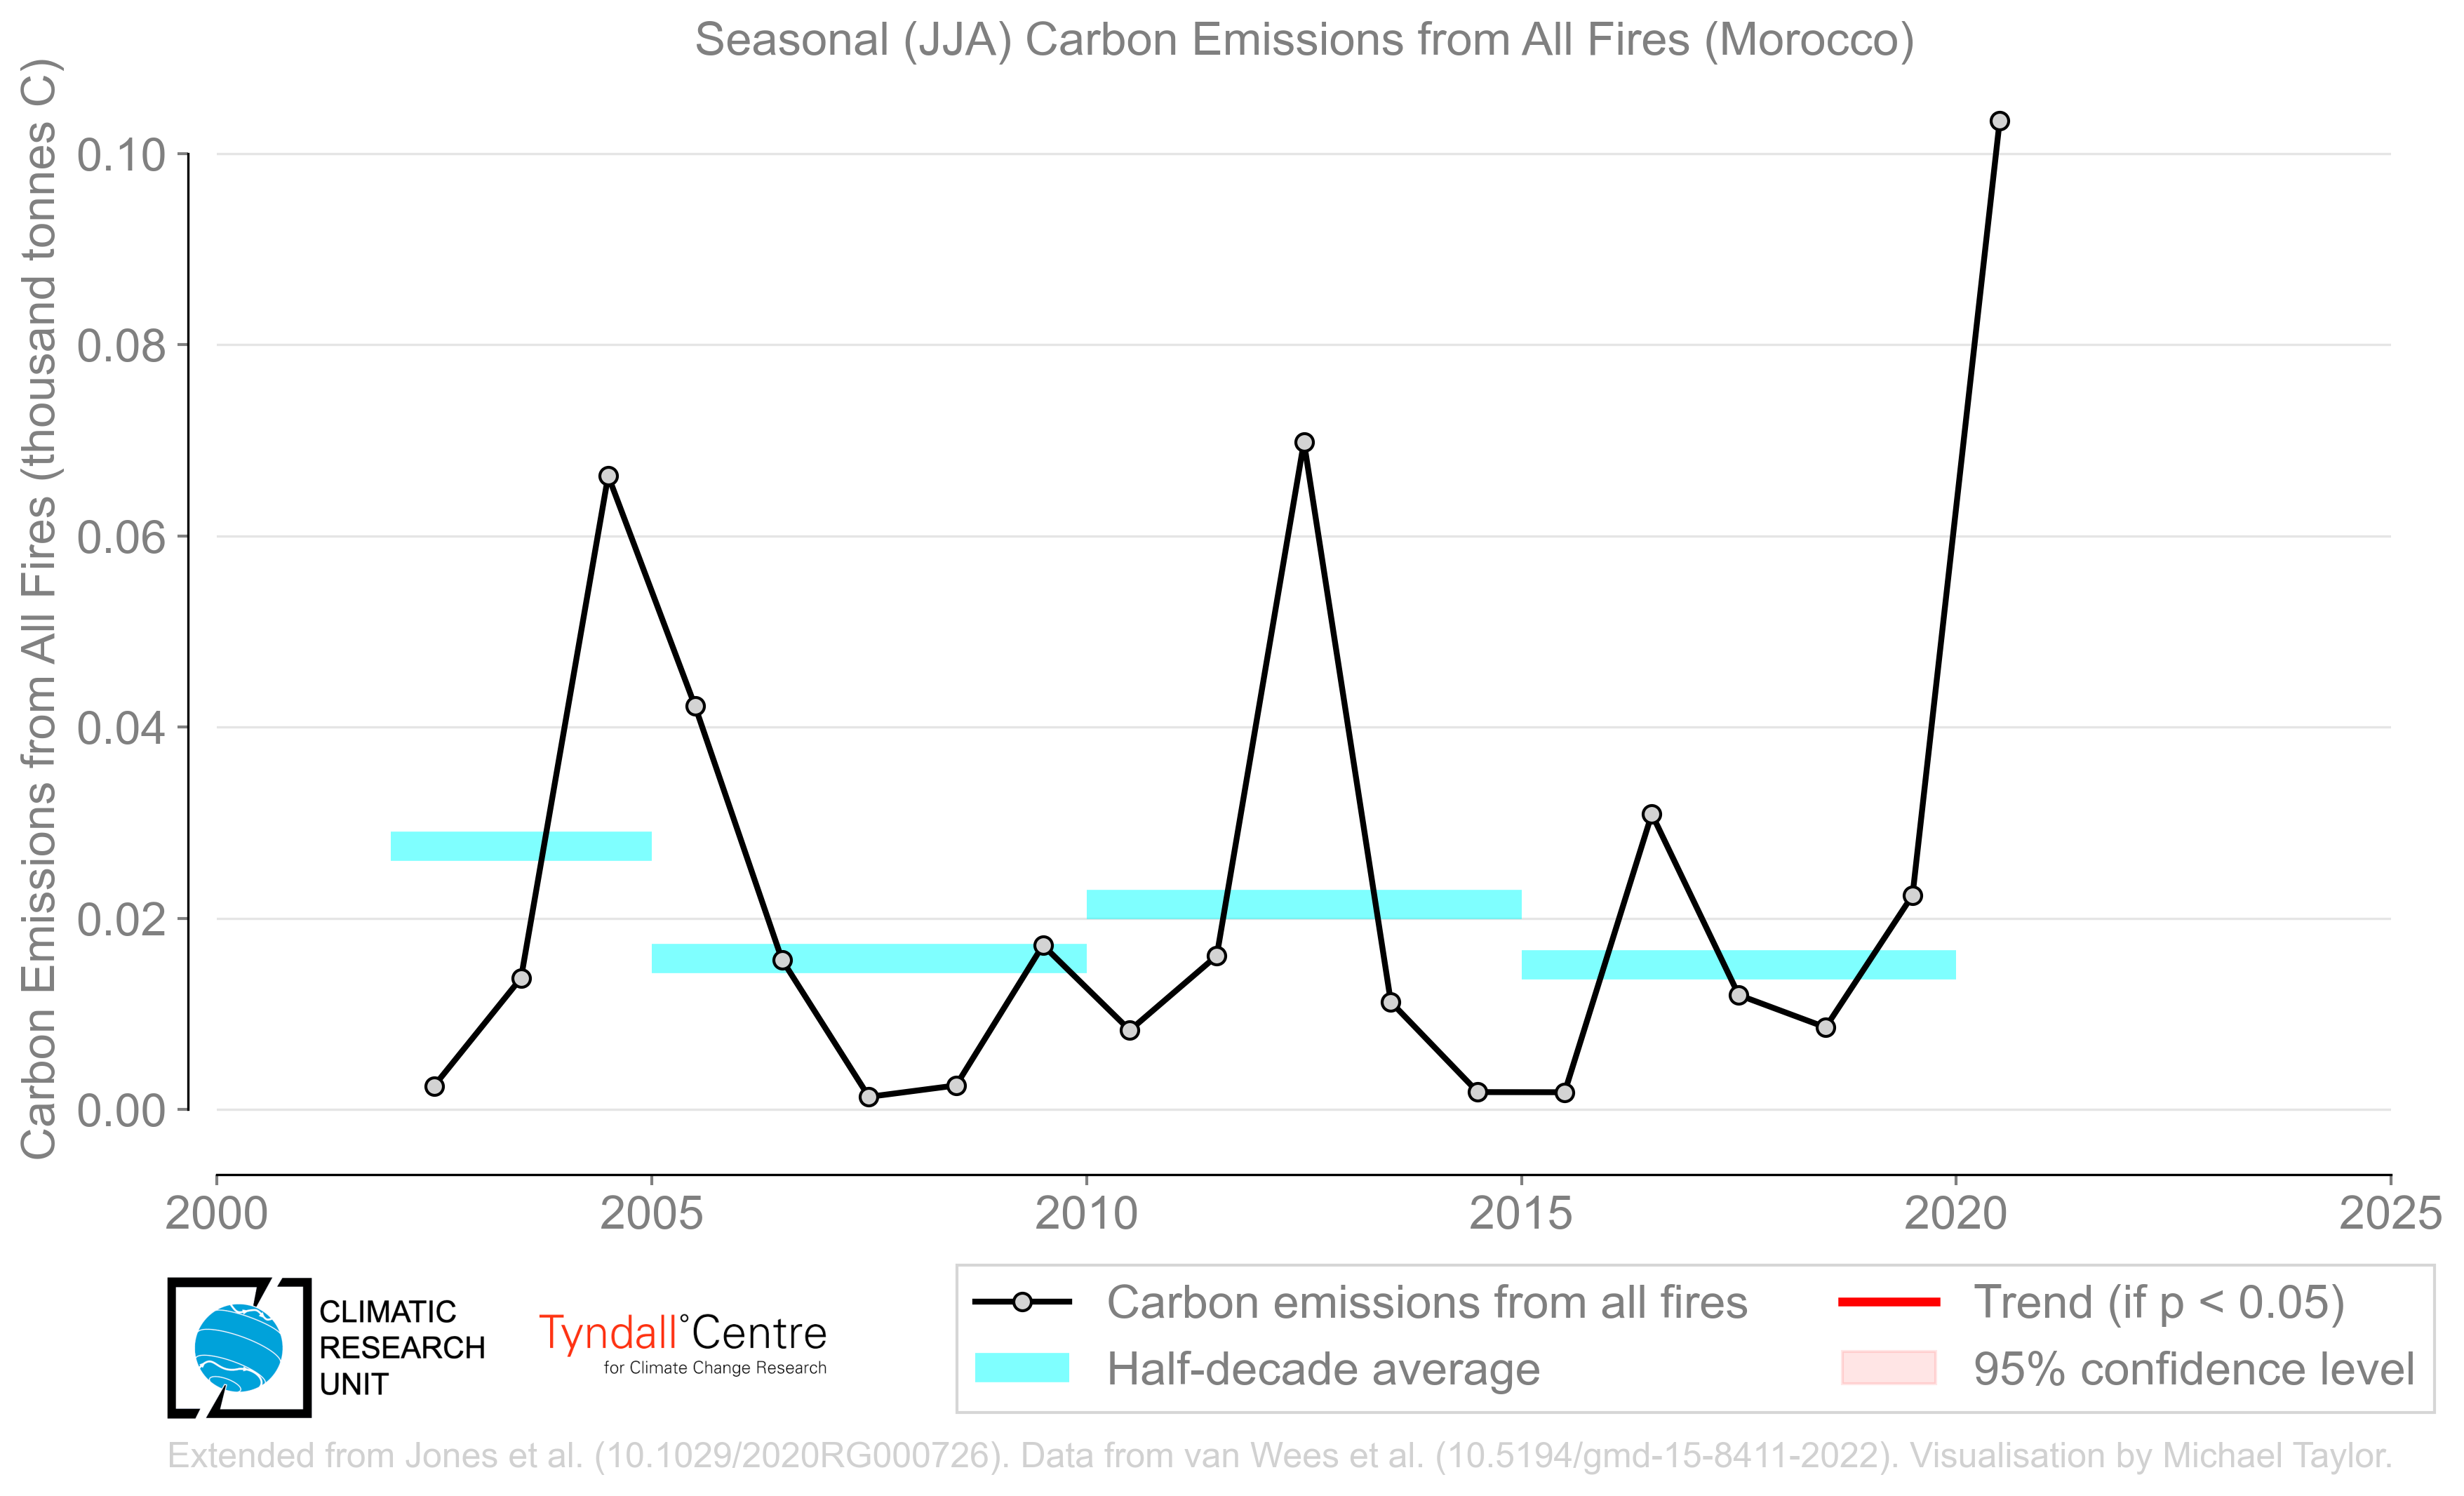 Seasonal (JJA) Carbon Emissions from All Fires (Morocco)
Carbon Emissions from All Fires (thousand tonnes C)
0.10
0.08
0.06
0.04
0.02
0.00
2000 2005 2010 2015 2020 2025
CLIMATIC
RESEARCH
UNIT
Tyndall°Centre
for Climate Change Research
Carbon emissions from all fires
Half-decade average
Trend (if p < 0.05)
95% confidence level
Extended from Jones et al. (10.1029/2020RG000726). Data from van Wees et al. (10.5194/gmd-15-8411-2022). Visualisation by Michael Taylor.